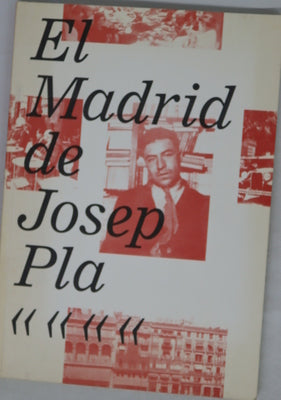 El
Madrid
de
Josep
Pla
‹‹ ‹‹ ‹‹ ‹‹